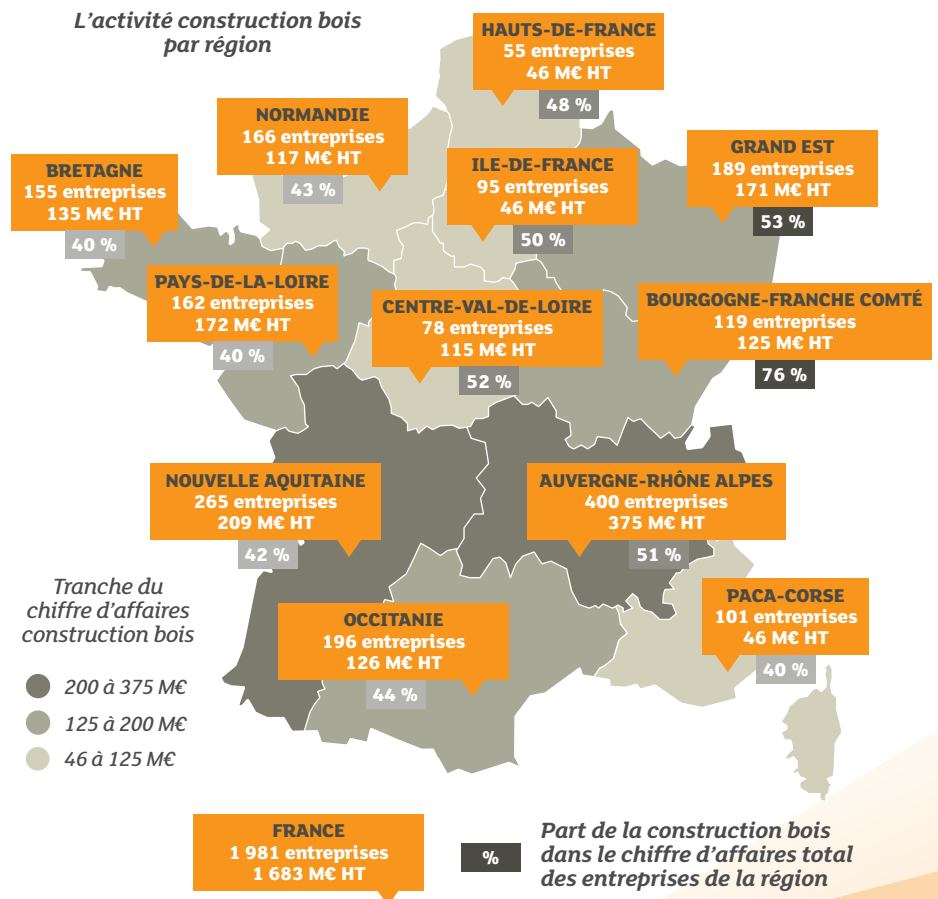 L'activité construction bois
par région
HAUTS-DE-FRANCE
55 entreprises
46 M€ HT
48 %
NORMANDIE
166 entreprises
117 M€ HT
43 %
ILE-DE-FRANCE
95 entreprises
46 M€ HT
50 %
GRAND EST
189 entreprises
171 M€ HT
53 %
BRETAGNE
155 entreprises
135 M€ HT
40 %
PAYS-DE-LA-LOIRE
162 entreprises
172 M€ HT
40 %
CENTRE-VAL-DE-LOIRE
78 entreprises
115 M€ HT
52 %
BOURGOGNE-FRANCHE COMTÉ
119 entreprises
125 M€ HT
76 %
NOUVELLE AQUITAINE
265 entreprises
209 M€ HT
42 %
AUVERGNE-RHÔNE ALPES
400 entreprises
375 M€ HT
51 %
OCCITANIE
196 entreprises
126 M€ HT
44 %
PACA-CORSE
101 entreprises
46 M€ HT
40 %
Tranche du
chiffre d'affaires
construction bois
200 à 375 M€
125 à 200 M€
46 à 125 M€
FRANCE
1 981 entreprises
1 683 M€ HT
%
Part de la construction bois
dans le chiffre d'affaires total
des entreprises de la région